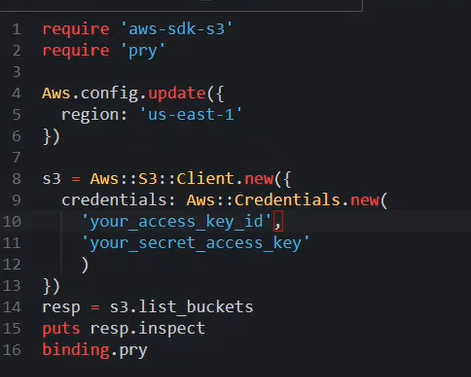 1 require 'aws-sdk-s3'
2 require 'pry'
3
4 Aws.config.update({
5   region: 'us-east-1'
6 })
7
8 s3 = Aws::S3::Client.new({
9   credentials: Aws::Credentials.new(
10     'your_access_key_id',
11     'your_secret_access_key'
12     )
13 })
14 resp = s3.list_buckets
15 puts resp.inspect
16 binding.pry